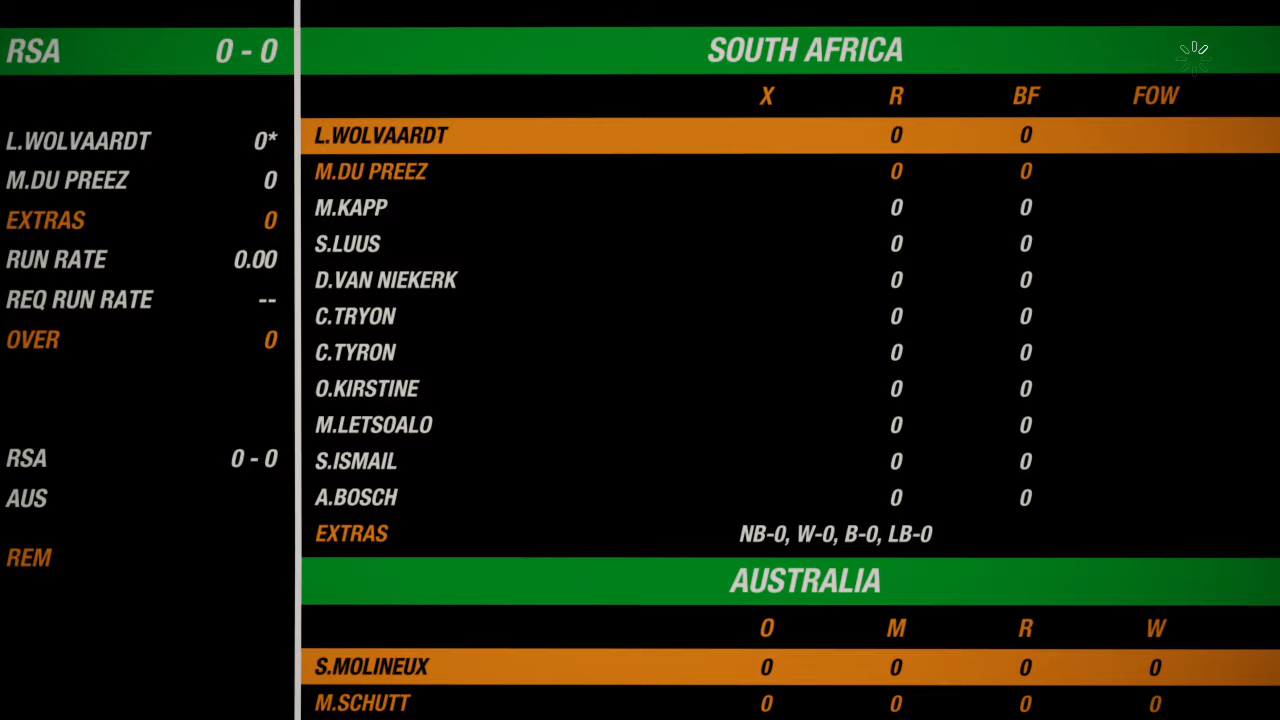 RSA 0 - 0
L.WOLVAARDT 0*
M.DU PREEZ 0
EXTRAS 0
RUN RATE 0.00
REQ RUN RATE --
OVER 0
RSA 0 - 0
AUS
REM
SOUTH AFRICA
X R BF FOW
L.WOLVAARDT 0 0
M.DU PREEZ 0 0
M.KAPP 0 0
S.LUUS 0 0
D.VAN NIEKERK 0 0
C.TRYON 0 0
C.TYRON 0 0
O.KIRSTINE 0 0
M.LETSOALO 0 0
S.ISMAIL 0 0
A.BOSCH 0 0
EXTRAS NB-0, W-0, B-0, LB-0
AUSTRALIA
O M R W
S.MOLINEUX 0 0 0 0
M.SCHUTT 0 0 0 0